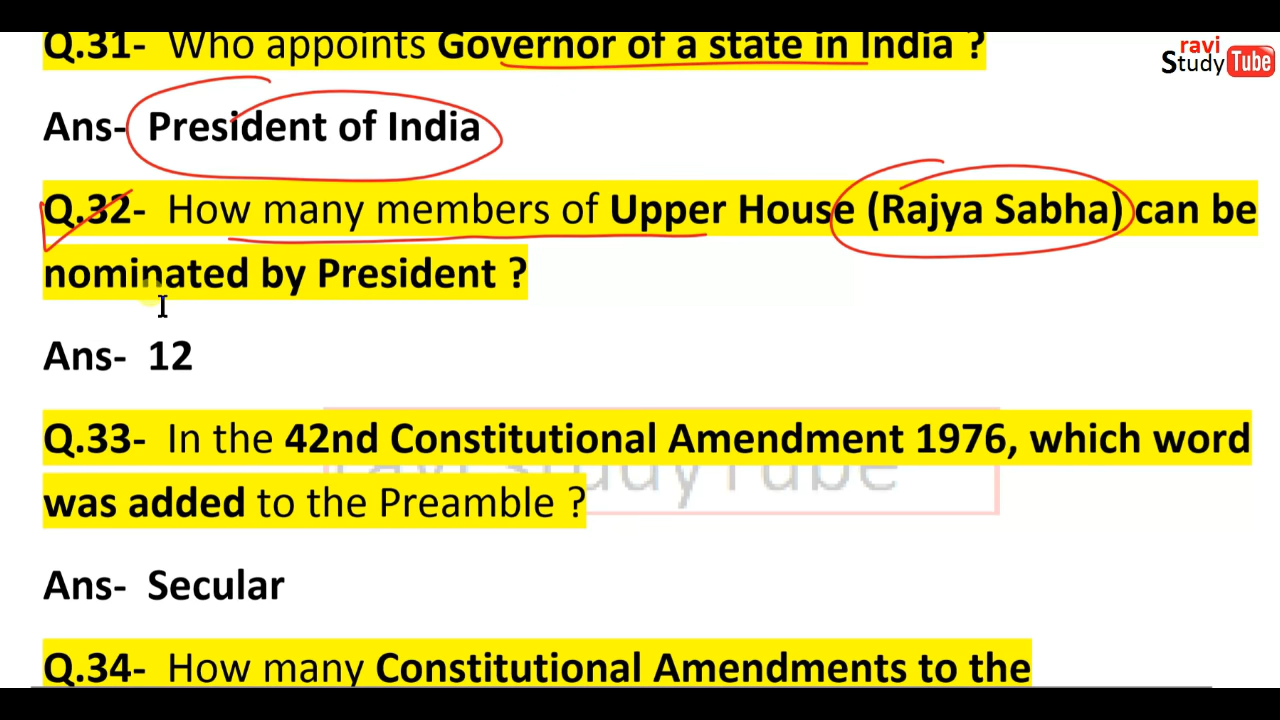 Q.31- Who appoints Governor of a state in India ?
ravi
Study Tube
Ans- President of India
Q.32- How many members of Upper House (Rajya Sabha) can be
nominated by President ?
Ans- 12
Q.33- In the 42nd Constitutional Amendment 1976, which word
ravi StudyTube
was added to the Preamble ?
Ans- Secular
Q.34- How many Constitutional Amendments to the